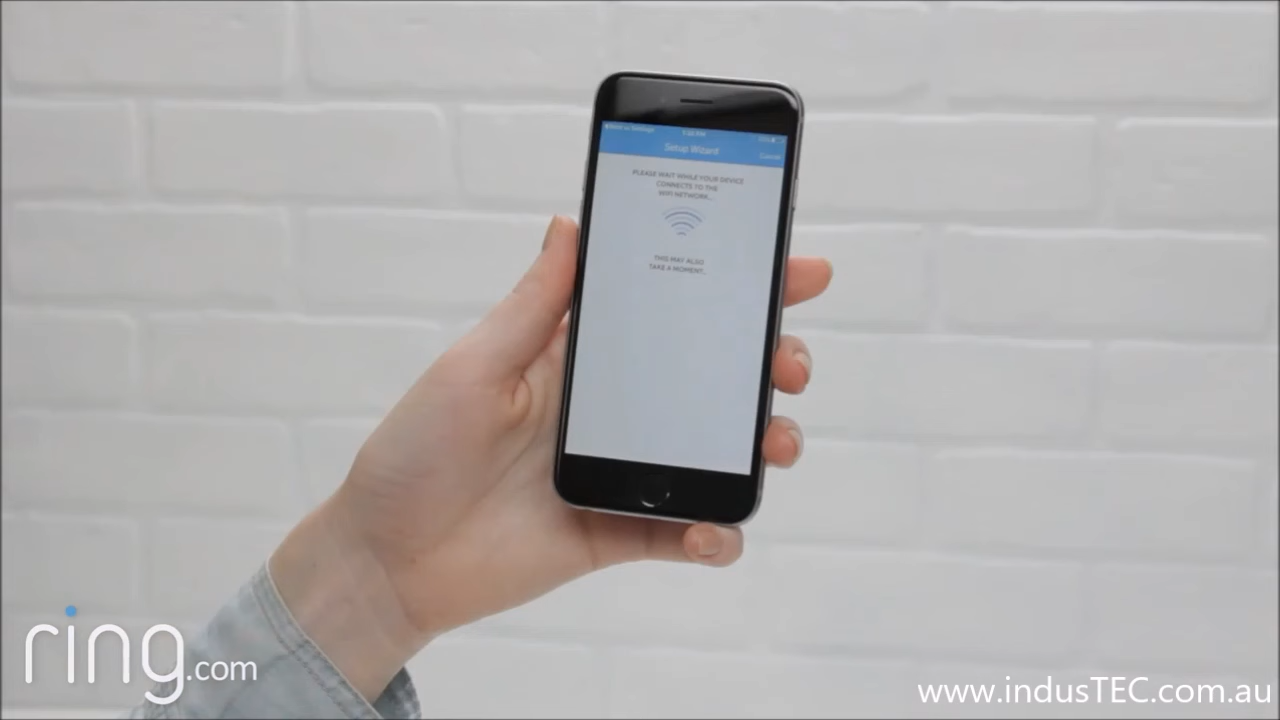 Setup Wizard
Cancel
PLEASE WAIT WHILE YOUR DEVICE
CONNECTS TO THE
WIFI NETWORK...
THIS MAY ALSO
TAKE A MOMENT...
ring.com
www.indusTEC.com.au